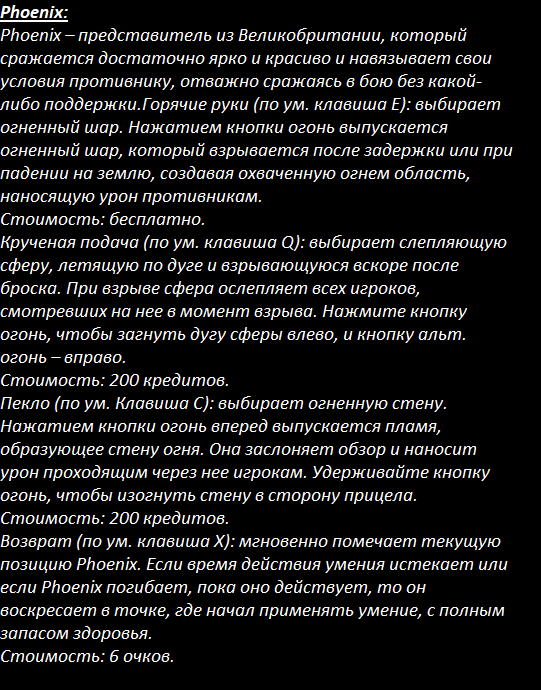 Phoenix:
Phoenix – представитель из Великобритании, который
сражается достаточно ярко и красиво и навязывает свои
условия противнику, отважно сражаясь в бою без какой-
либо поддержки.Горячие руки (по ум. клавиша E): выбирает
огненный шар. Нажатием кнопки огонь выпускается
огненный шар, который взрывается после задержки или при
падении на землю, создавая охваченную огнем область,
наносящую урон противникам.
Стоимость: бесплатно.
Крученая подача (по ум. клавиша Q): выбирает слепляющую
сферу, летящую по дуге и взрывающуюся вскоре после
броска. При взрыве сфера ослепляет всех игроков,
смотревших на нее в момент взрыва. Нажмите кнопку
огонь, чтобы загнуть дугу сферы влево, и кнопку альт.
огонь – вправо.
Стоимость: 200 кредитов.
Пекло (по ум. Клавиша C): выбирает огненную стену.
Нажатием кнопки огонь вперед выпускается пламя,
образующее стену огня. Она заслоняет обзор и наносит
урон проходящим через нее игрокам. Удерживайте кнопку
огонь, чтобы изогнуть стену в сторону прицела.
Стоимость: 200 кредитов.
Возврат (по ум. клавиша X): мгновенно помечает текущую
позицию Phoenix. Если время действия умения истекает или
если Phoenix погибает, пока оно действует, то он
воскресает в точке, где начал применять умение, с полным
запасом здоровья.
Стоимость: 6 очков.